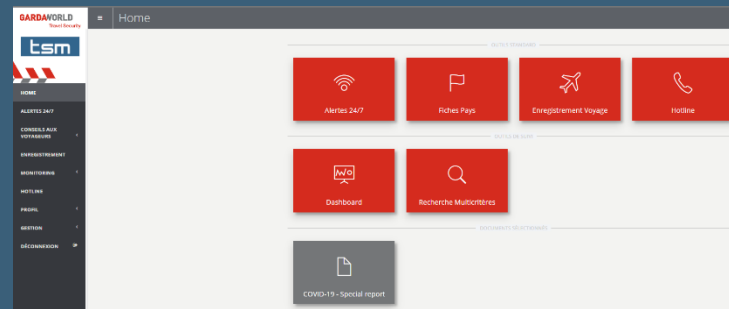 GARDAWORLD
Travel Security
≡ Home
tsm
HOME
ALERTES 24/7
CONSEILS AUX
VOYAGEURS
ENREGISTREMENT
MONITORING
HOTLINE
PROFIL
GESTION
DÉCONNEXION
Alertes 24/7
Fiches Pays
Enregistrement Voyage
Hotline
Dashboard
Recherche Multicritères
COVID-19 - Special report